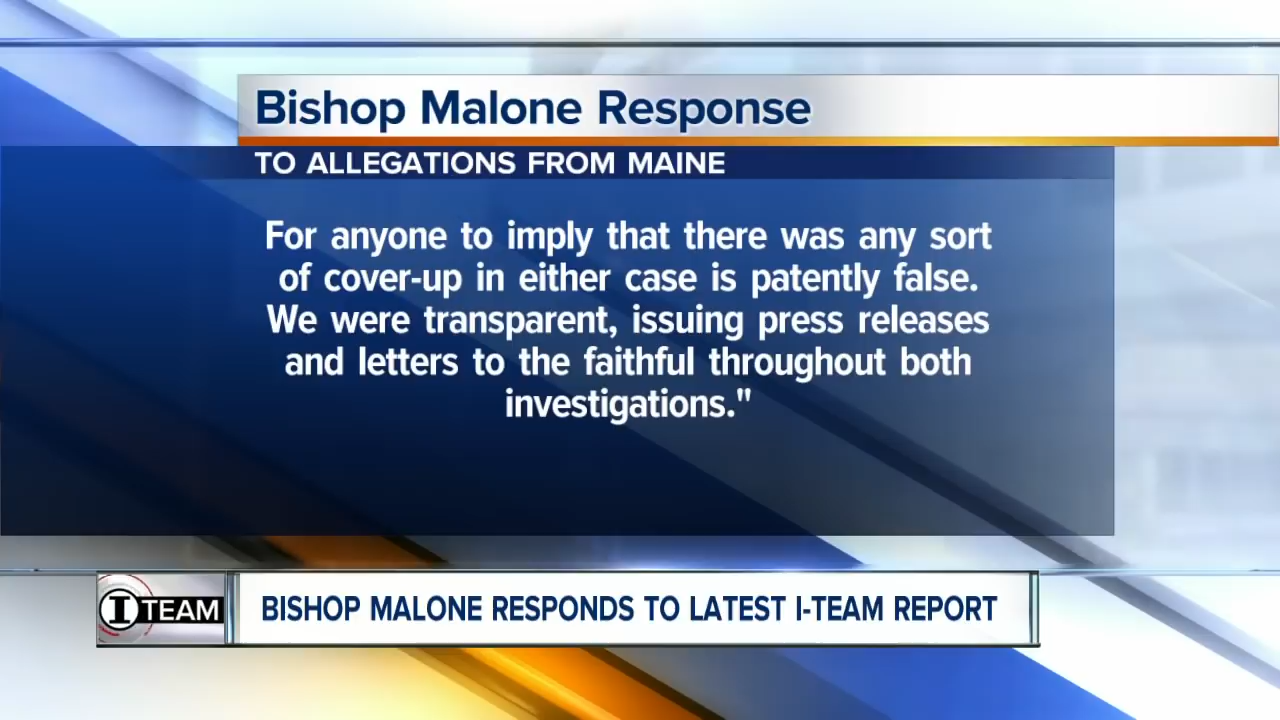 Bishop Malone Response
TO ALLEGATIONS FROM MAINE
For anyone to imply that there was any sort
of cover-up in either case is patently false.
We were transparent, issuing press releases
and letters to the faithful throughout both
investigations."
I TEAM
BISHOP MALONE RESPONDS TO LATEST I-TEAM REPORT